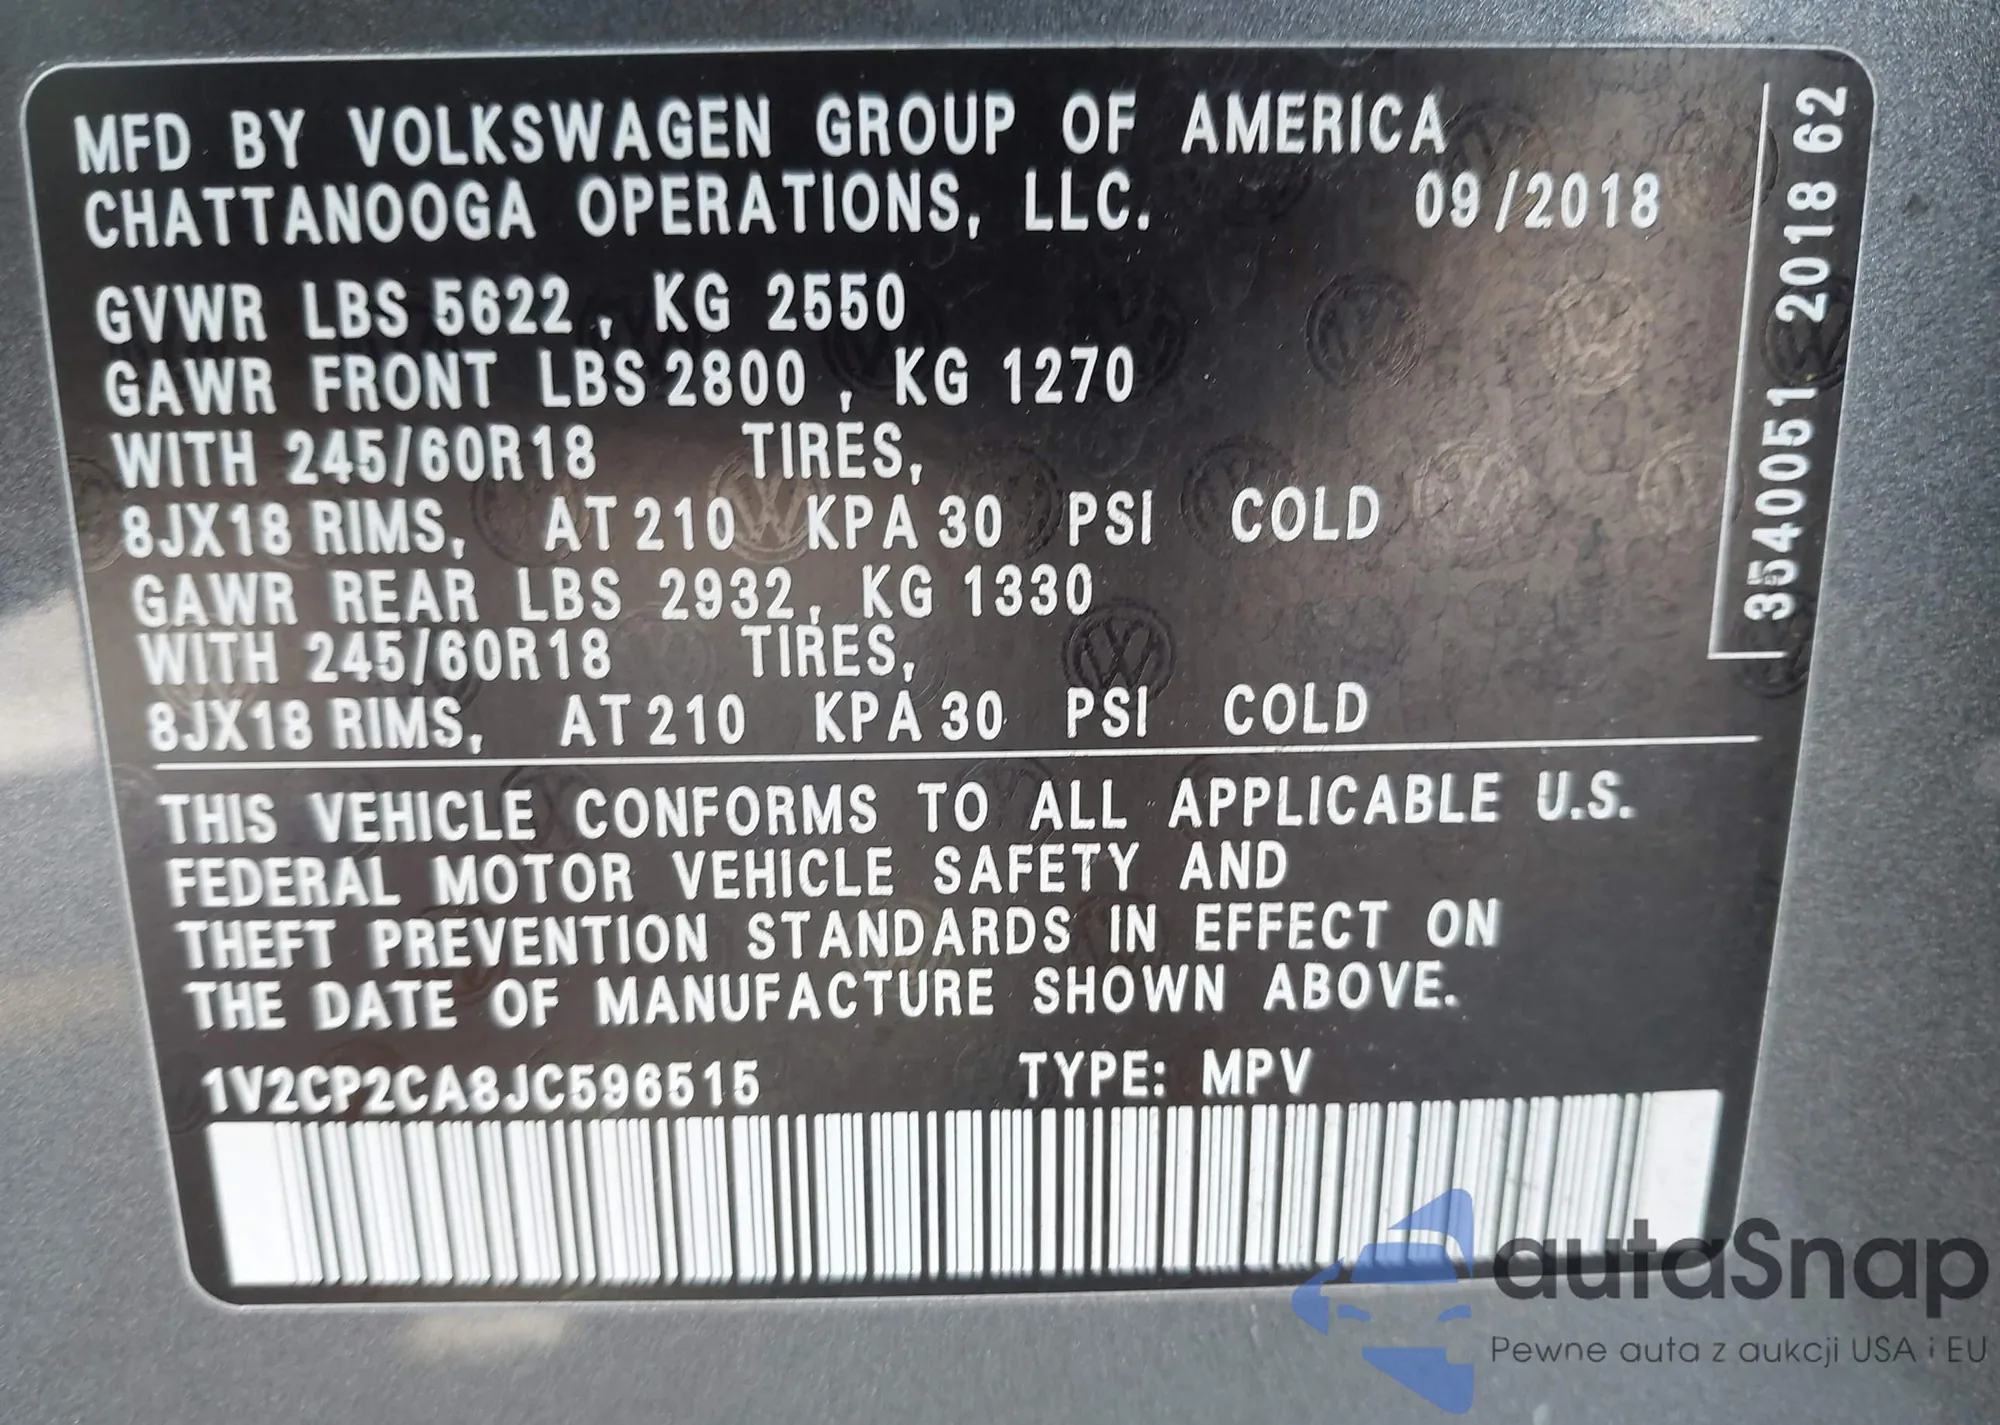 MFD BY VOLKSWAGEN GROUP OF AMERICA
CHATTANOOGA OPERATIONS, LLC. 09/2018
GVWR LBS 5622, KG 2550
GAWR FRONT LBS 2800, KG 1270
WITH 245/60R18 TIRES,
8JX18 RIMS, AT 210 KPA 30 PSI COLD
GAWR REAR LBS 2932, KG 1330
WITH 245/60R18 TIRES,
8JX18 RIMS, AT 210 KPA 30 PSI COLD
3540051 2018 62
THIS VEHICLE CONFORMS TO ALL APPLICABLE U.S.
FEDERAL MOTOR VEHICLE SAFETY AND
THEFT PREVENTION STANDARDS IN EFFECT ON
THE DATE OF MANUFACTURE SHOWN ABOVE.
1V2CP2CA8JC596515 TYPE: MPV
autaSnap
Pewne auta z aukcji USA i EU